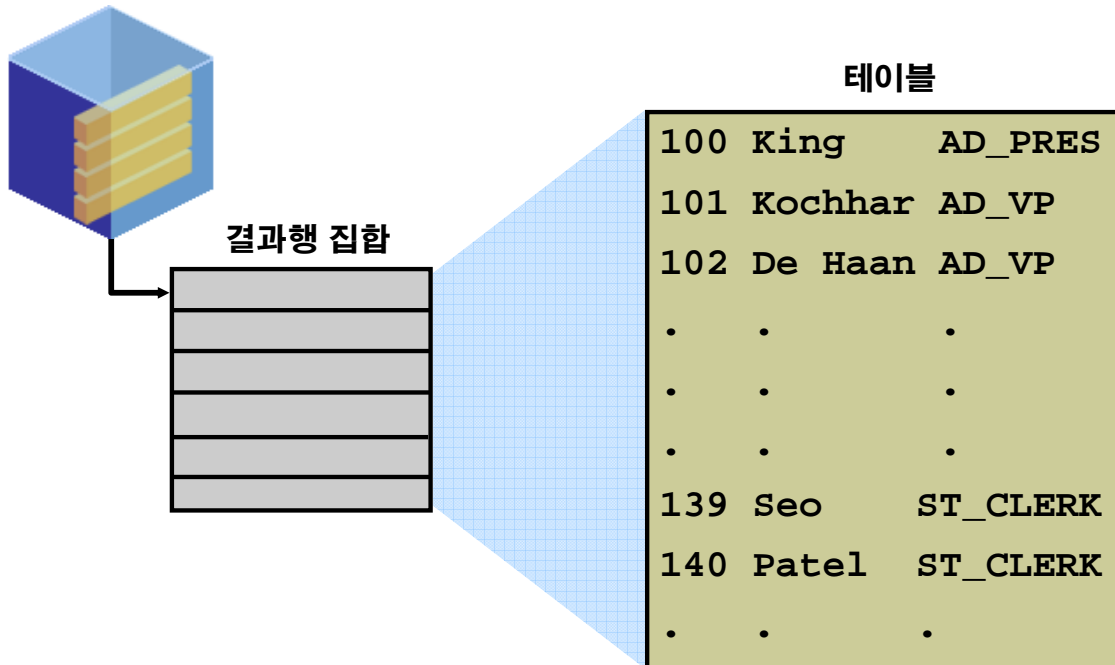 테이블
100 King AD_PRES
101 Kochhar AD_VP
결과행 집합
102 De Haan AD_VP
. . .
. . .
. . .
139 Seo ST_CLERK
140 Patel ST_CLERK
. . .